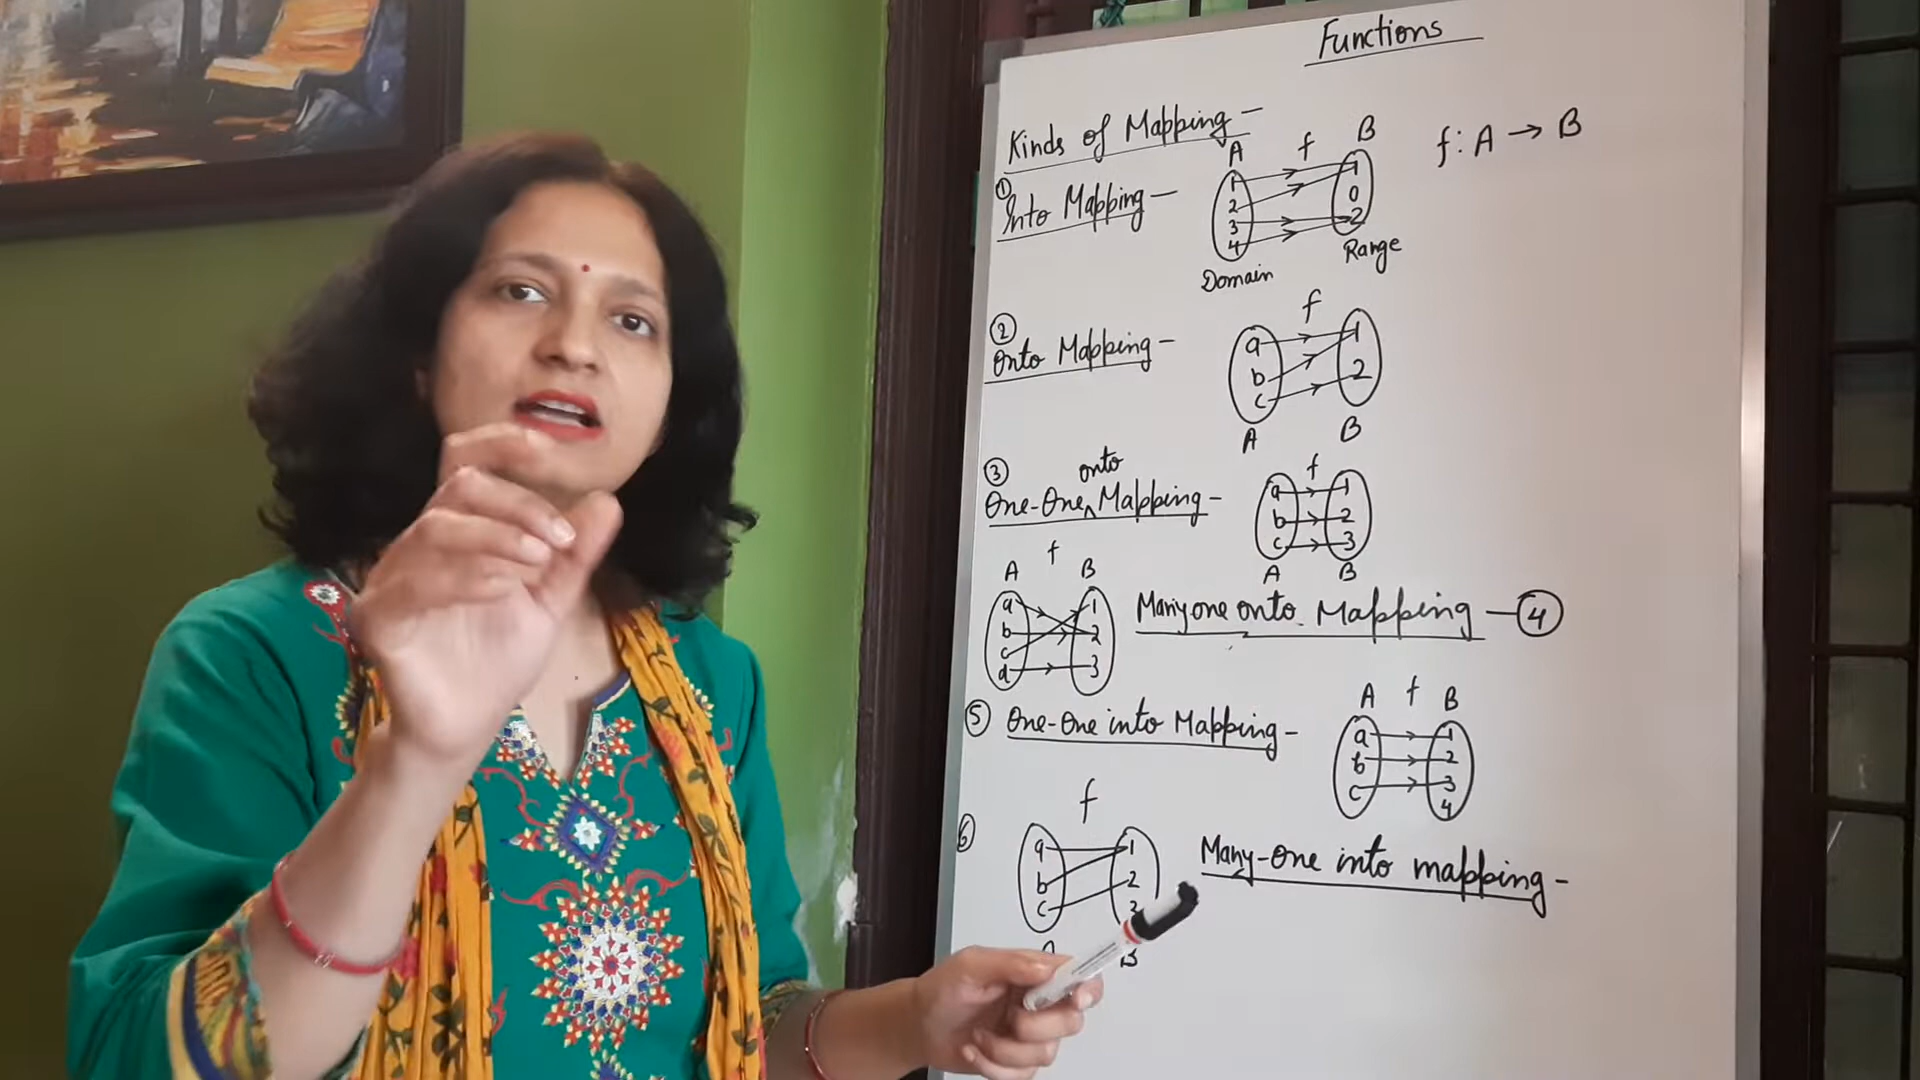 Functions
Kinds of Mapping –
A f B
f: A → B
① Into Mapping –
1 1
2 0
3 2
4
Domain
Range
②
Onto Mapping –
f
a 1
b 2
c
A B
③ onto
One-One ^ Mapping –
f
a 1
b 2
c 3
A B
f
A B
a 1
b 2
c 3
d
Many one onto Mapping – ④
⑤ One-One into Mapping –
A f B
a 1
b 2
c 3
4
⑥
f
a 1
b 2
c
B
Many-one into mapping –